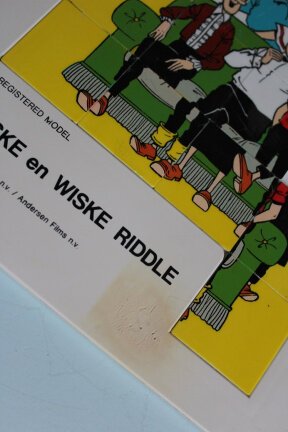 REGISTERED MODEL
KE en WISKE RIDDLE
n.v. / Andersen Films n.v